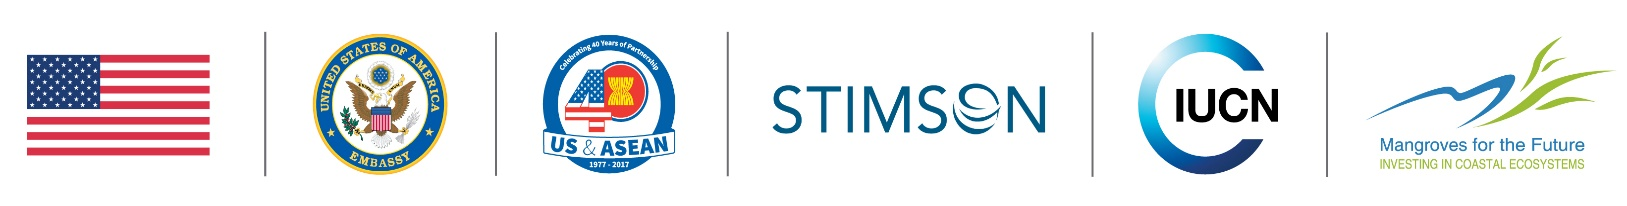 UNITED STATES OF AMERICA
EMBASSY
Celebrating 40 Years of Partnership
40
US & ASEAN
1977 - 2017
STIMSON
IUCN
Mangroves for the Future
INVESTING IN COASTAL ECOSYSTEMS